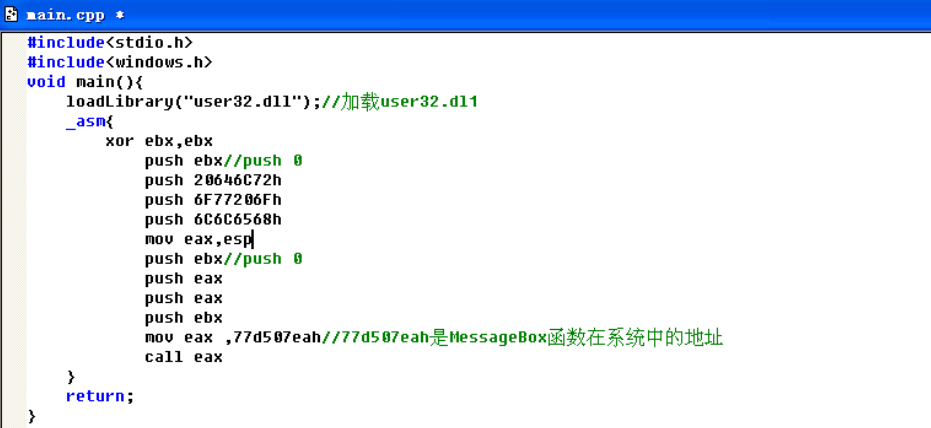 main.cpp *
#include<stdio.h>
#include<windows.h>
void main(){
loadLibrary("user32.dll");//加载user32.dl1
_asm{
xor ebx,ebx
push ebx//push 0
push 20646C72h
push 6F77206Fh
push 6C6C6568h
mov eax,esp
push ebx//push 0
push eax
push eax
push ebx
mov eax ,77d507eah//77d507eah是MessageBox函数在系统中的地址
call eax
}
return;
}